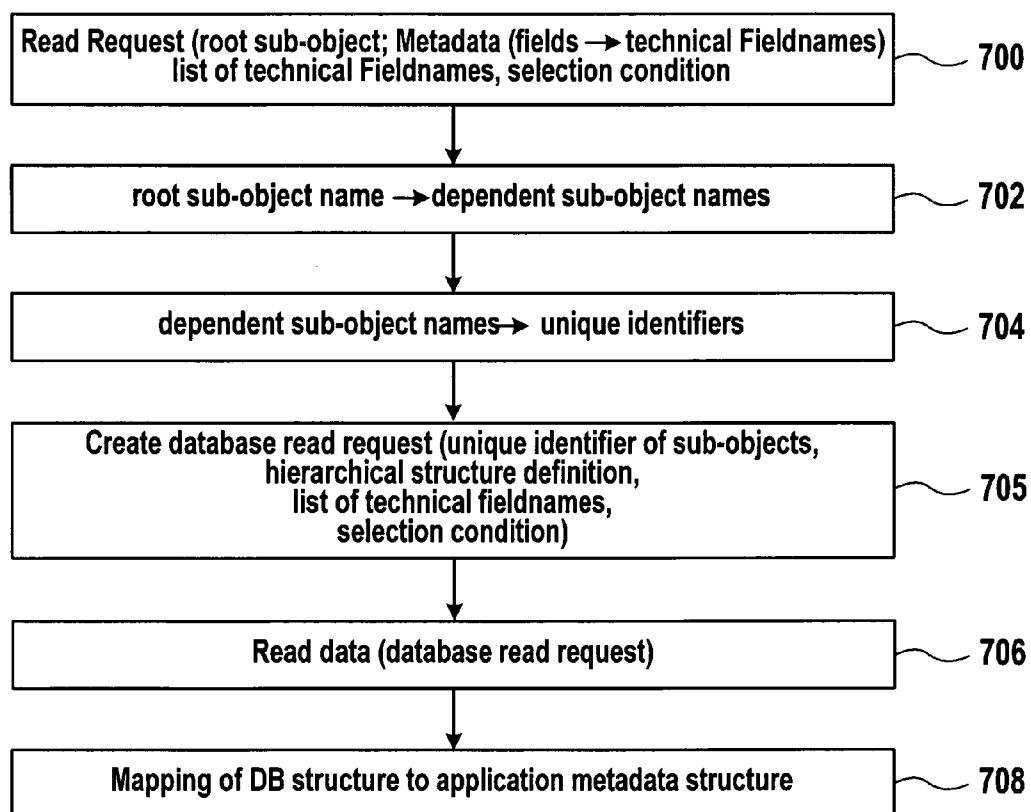 Read Request (root sub-object; Metadata (fields → technical Fieldnames)
list of technical Fieldnames, selection condition
700
root sub-object name → dependent sub-object names
702
dependent sub-object names → unique identifiers
704
Create database read request (unique identifier of sub-objects,
hierarchical structure definition,
list of technical fieldnames,
selection condition)
705
Read data (database read request)
706
Mapping of DB structure to application metadata structure
708